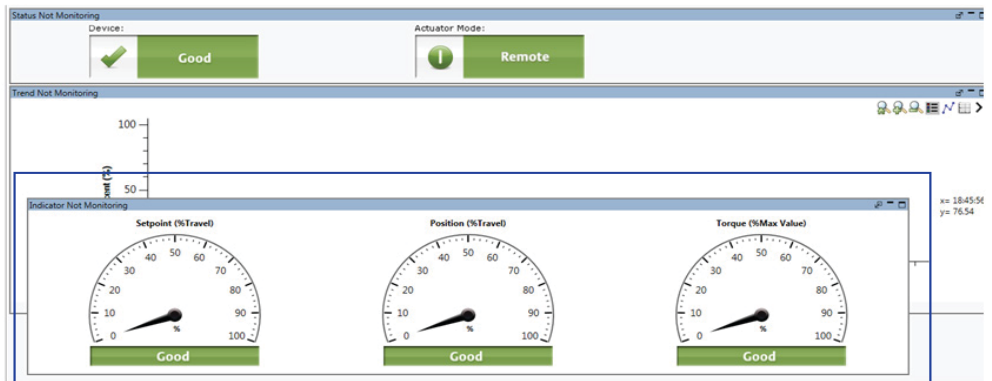 Status Not Monitoring
Device:
Actuator Mode:
Good
Remote
Trend Not Monitoring
100
50
x= 18:45:56
y= 76.54
Indicator Not Monitoring
Setpoint (%Travel)
Position (%Travel)
Torque (%Max Value)
0 10 20 30 40 50 60 70 80 90 100
%
0 10 20 30 40 50 60 70 80 90 100
%
0 10 20 30 40 50 60 70 80 90 100
%
Good
Good
Good